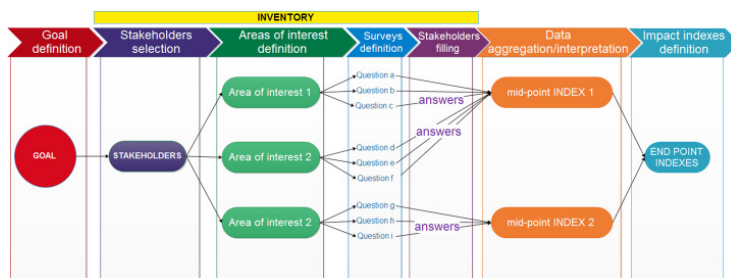 INVENTORY
Goal
definition
Stakeholders
selection
Areas of interest
definition
Surveys
definition
Stakeholders
filling
Data
aggregation/interpretation
Impact indexes
definition
GOAL
STAKEHOLDERS
Area of interest 1
Area of interest 2
Area of interest 2
Question a
Question b
Question c
Question d
Question e
Question f
Question g
Question h
Question i
answers
answers
answers
mid-point INDEX 1
mid-point INDEX 2
END POINT
INDEXES